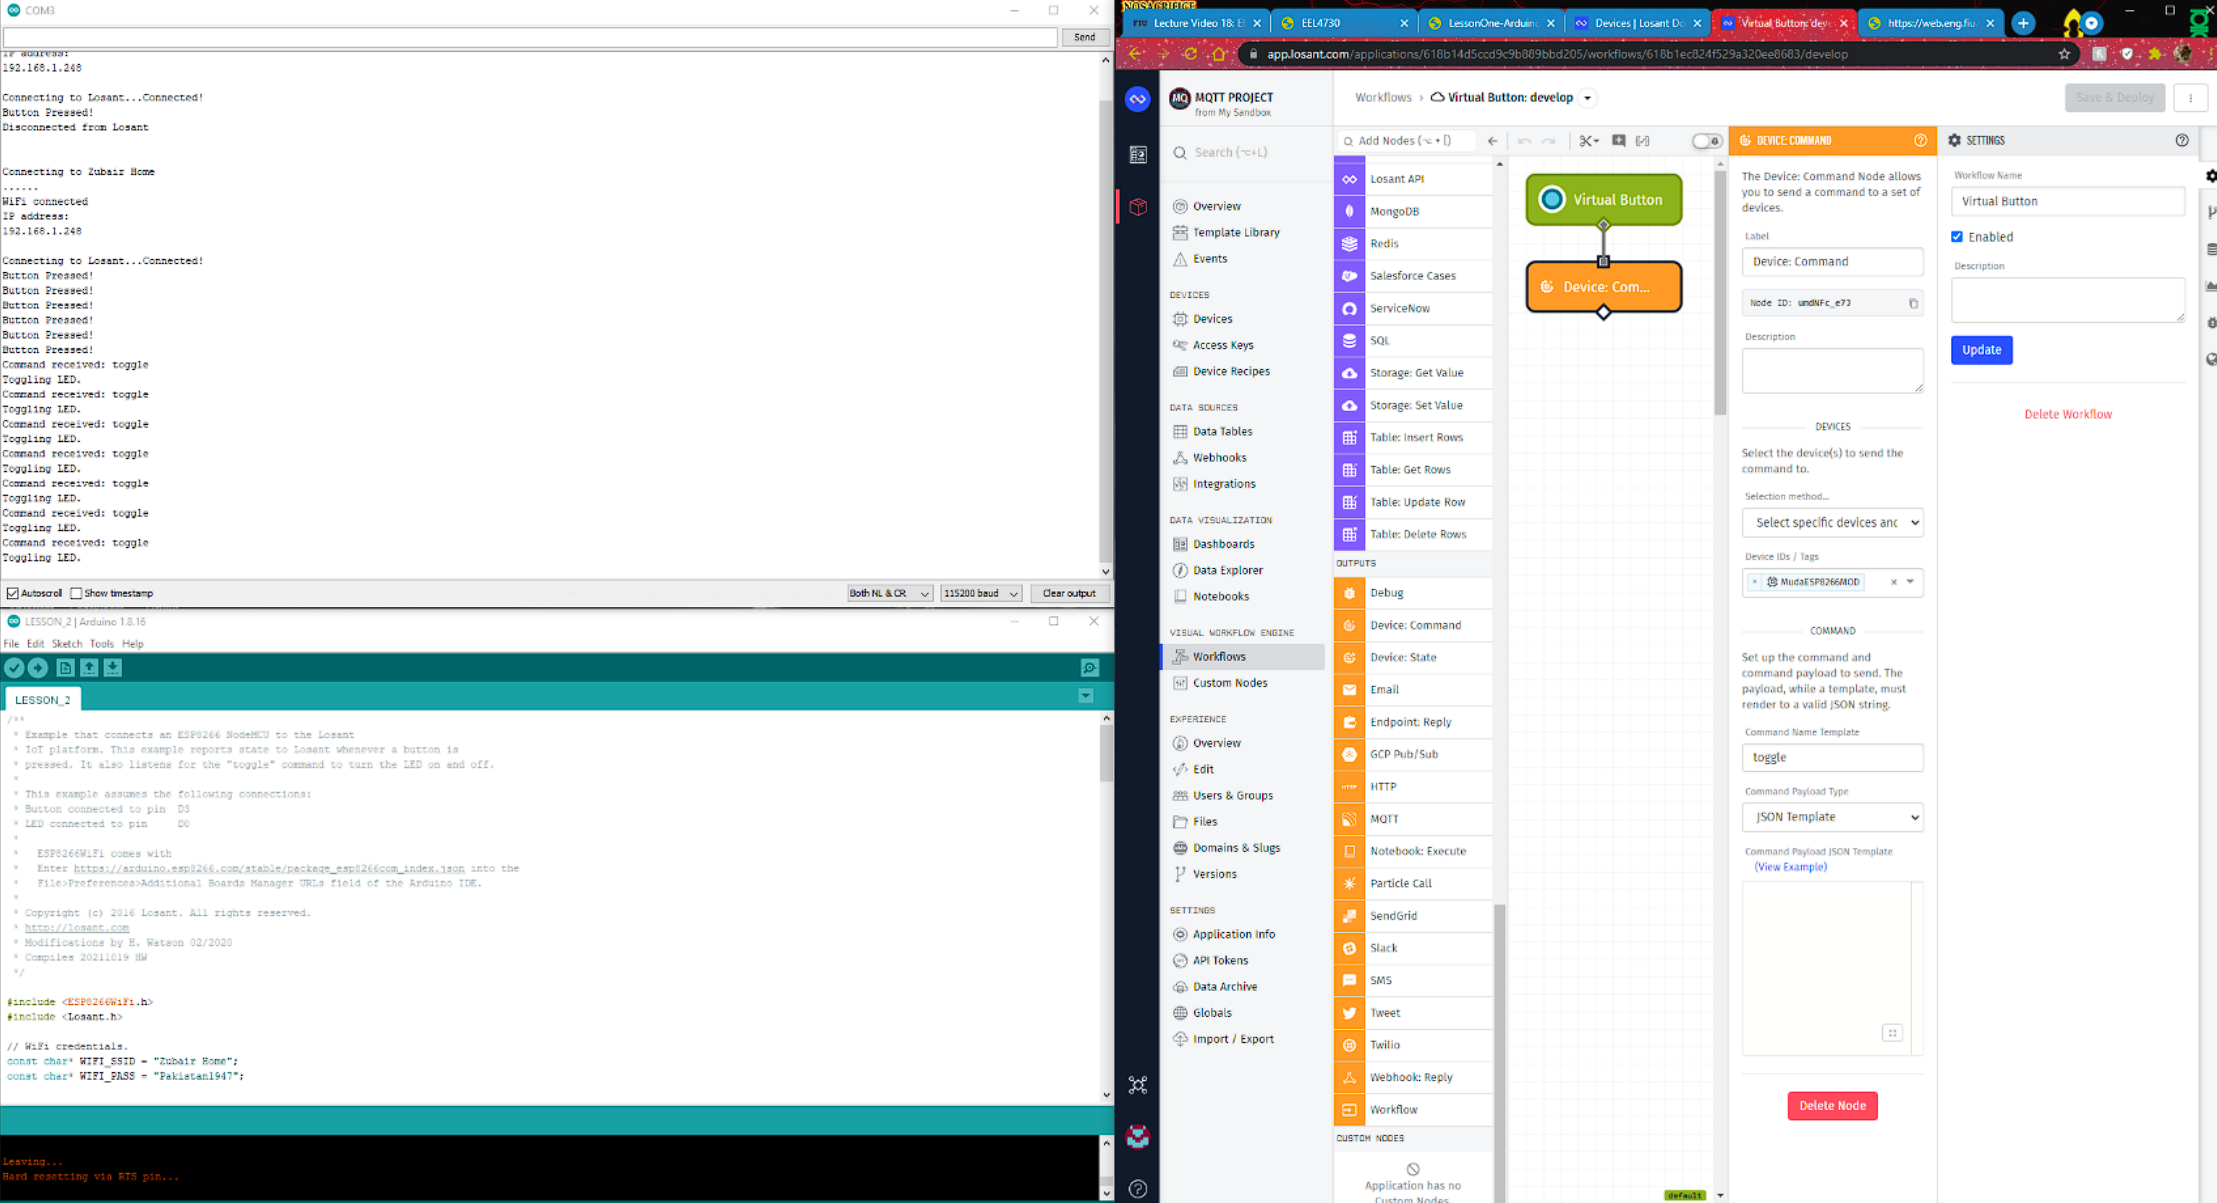 COM3
Send
IP address:
192.168.1.248
Connecting to Losant...Connected!
Button Pressed!
Disconnected from Losant
Connecting to Zubair Home
......
WiFi connected
IP address:
192.168.1.248
Connecting to Losant...Connected!
Button Pressed!
Button Pressed!
Button Pressed!
Button Pressed!
Button Pressed!
Button Pressed!
Command received: toggle
Toggling LED.
Command received: toggle
Toggling LED.
Command received: toggle
Toggling LED.
Command received: toggle
Toggling LED.
Command received: toggle
Toggling LED.
Command received: toggle
Toggling LED.
Command received: toggle
Toggling LED.
Autoscroll Show timestamp Both NL & CR 115200 baud Clear output
LESSON_2 | Arduino 1.8.16
File Edit Sketch Tools Help
LESSON_2
/**
* Example that connects an ESP8266 NodeMCU to the Losant
* IoT platform. This example reports state to Losant whenever a button is
* pressed. It also listens for the "toggle" command to turn the LED on and off.
*
* This example assumes the following connections:
* Button connected to pin D3
* LED connected to pin D0
*
* ESP8266WiFi comes with
* Enter https://arduino.esp8266.com/stable/package_esp8266com_index.json into the
* File>Preferences>Additional Boards Manager URLs field of the Arduino IDE.
*
* Copyright (c) 2016 Losant. All rights reserved.
* http://losant.com
* Modifications by H. Watson 02/2020
* Compiles 20211019 HW
*/
#include <ESP8266WiFi.h>
#include <Losant.h>
// WiFi credentials.
const char* WIFI_SSID = "Zubair Home";
const char* WIFI_PASS = "Pakistan1947";
Leaving...
Hard resetting via RTS pin...
NOSACRIFICE
FIU Lecture Video 18: El
EEL4730
LessonOne-Arduin
Devices | Losant Do
Virtual Button: deve
https://web.eng.fiu.
app.losant.com/applications/618b14d5ccd9c9b889bbd205/workflows/618b1ec824f529a320ee8683/develop
MQ MQTT PROJECT
from My Sandbox
Search (⌥+L)
Overview
Template Library
Events
DEVICES
Devices
Access Keys
Device Recipes
DATA SOURCES
Data Tables
Webhooks
Integrations
DATA VISUALIZATION
Dashboards
Data Explorer
Notebooks
VISUAL WORKFLOW ENGINE
Workflows
Custom Nodes
EXPERIENCE
Overview
Edit
Users & Groups
Files
Domains & Slugs
Versions
SETTINGS
Application Info
API Tokens
Data Archive
Globals
Import / Export
Workflows › Virtual Button: develop
Save & Deploy
Add Nodes (⌥ + [)
Losant API
MongoDB
Redis
Salesforce Cases
ServiceNow
SQL
Storage: Get Value
Storage: Set Value
Table: Insert Rows
Table: Get Rows
Table: Update Row
Table: Delete Rows
OUTPUTS
Debug
Device: Command
Device: State
Email
Endpoint: Reply
GCP Pub/Sub
HTTP HTTP
MQTT
Notebook: Execute
Particle Call
SendGrid
Slack
SMS
Tweet
Twilio
Webhook: Reply
Workflow
CUSTOM NODES
Application has no
Custom Nodes
Virtual Button
Device: Com...
default
DEVICE: COMMAND
The Device: Command Node allows
you to send a command to a set of
devices.
Label
Device: Command
Node ID: umdNFc_e7J
Description
DEVICES
Select the device(s) to send the
command to.
Selection method...
Select specific devices anc
Device IDs / Tags
× MudaESP8266MOD ×
COMMAND
Set up the command and
command payload to send. The
payload, while a template, must
render to a valid JSON string.
Command Name Template
toggle
Command Payload Type
JSON Template
Command Payload JSON Template
(View Example)
Delete Node
SETTINGS
Workflow Name
Virtual Button
Enabled
Description
Update
Delete Workflow